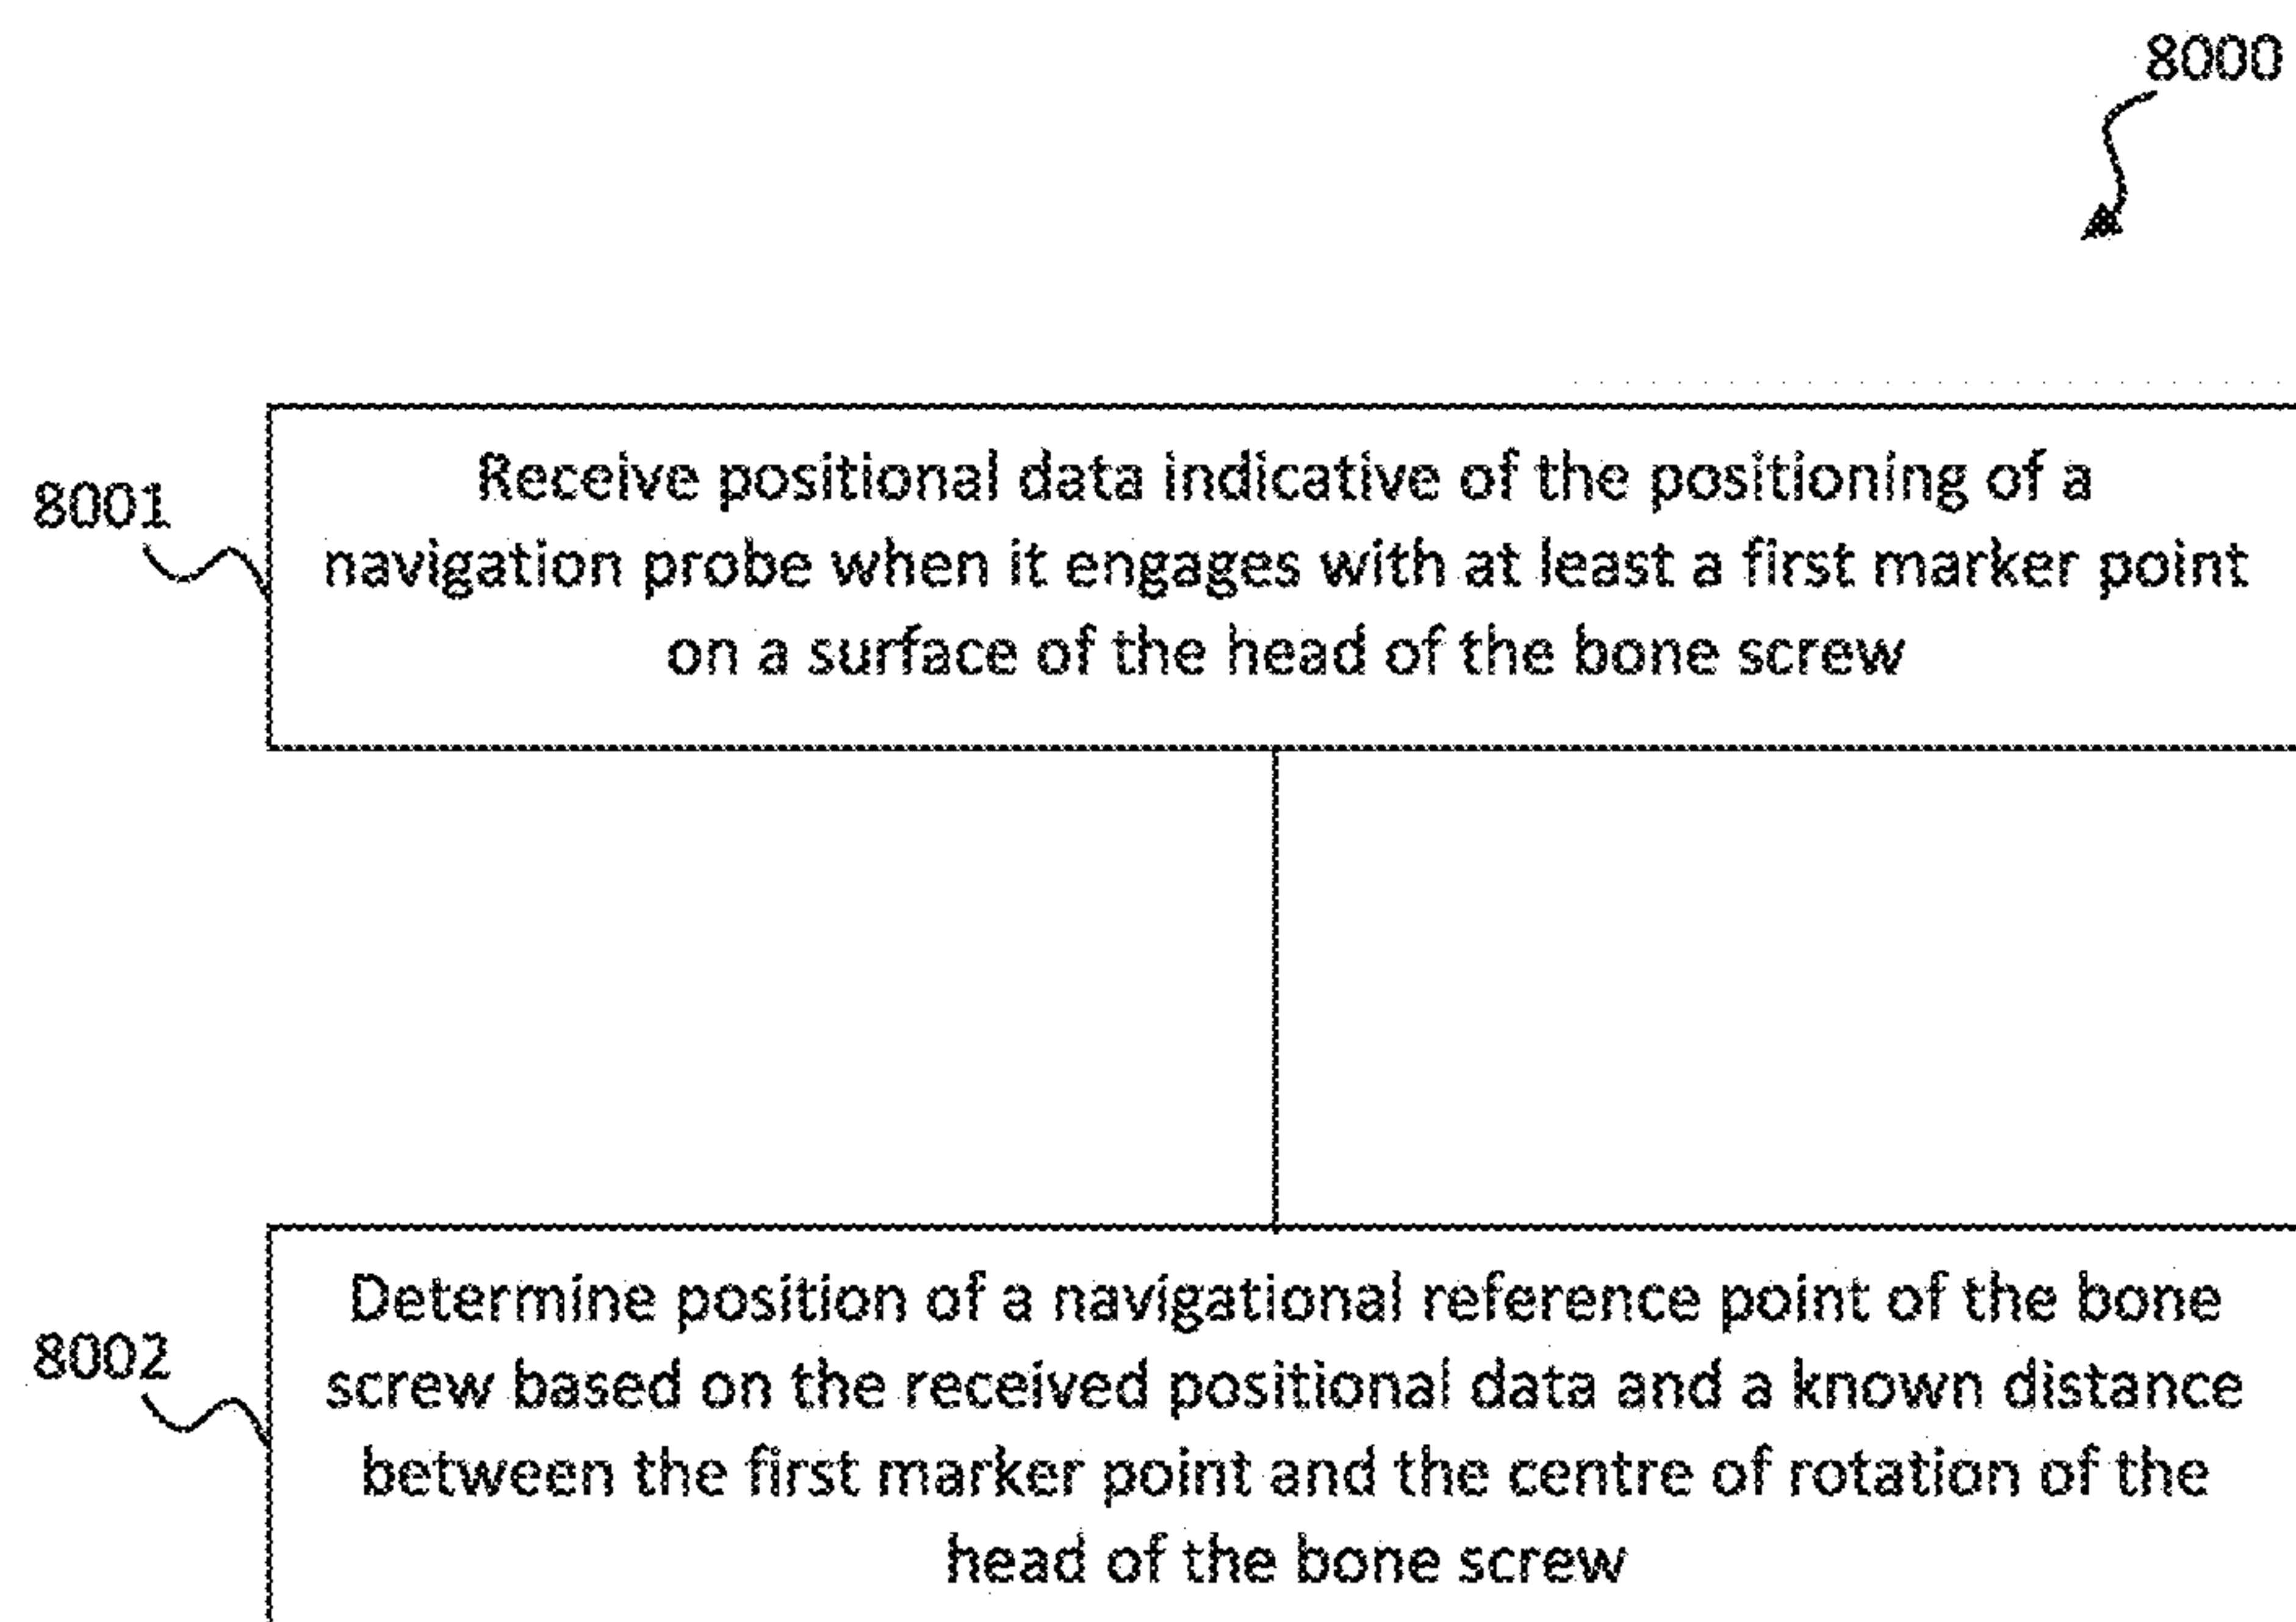 8000
8001
Receive positional data indicative of the positioning of a
navigation probe when it engages with at least a first marker point
on a surface of the head of the bone screw
8002
Determine position of a navigational reference point of the bone
screw based on the received positional data and a known distance
between the first marker point and the centre of rotation of the
head of the bone screw